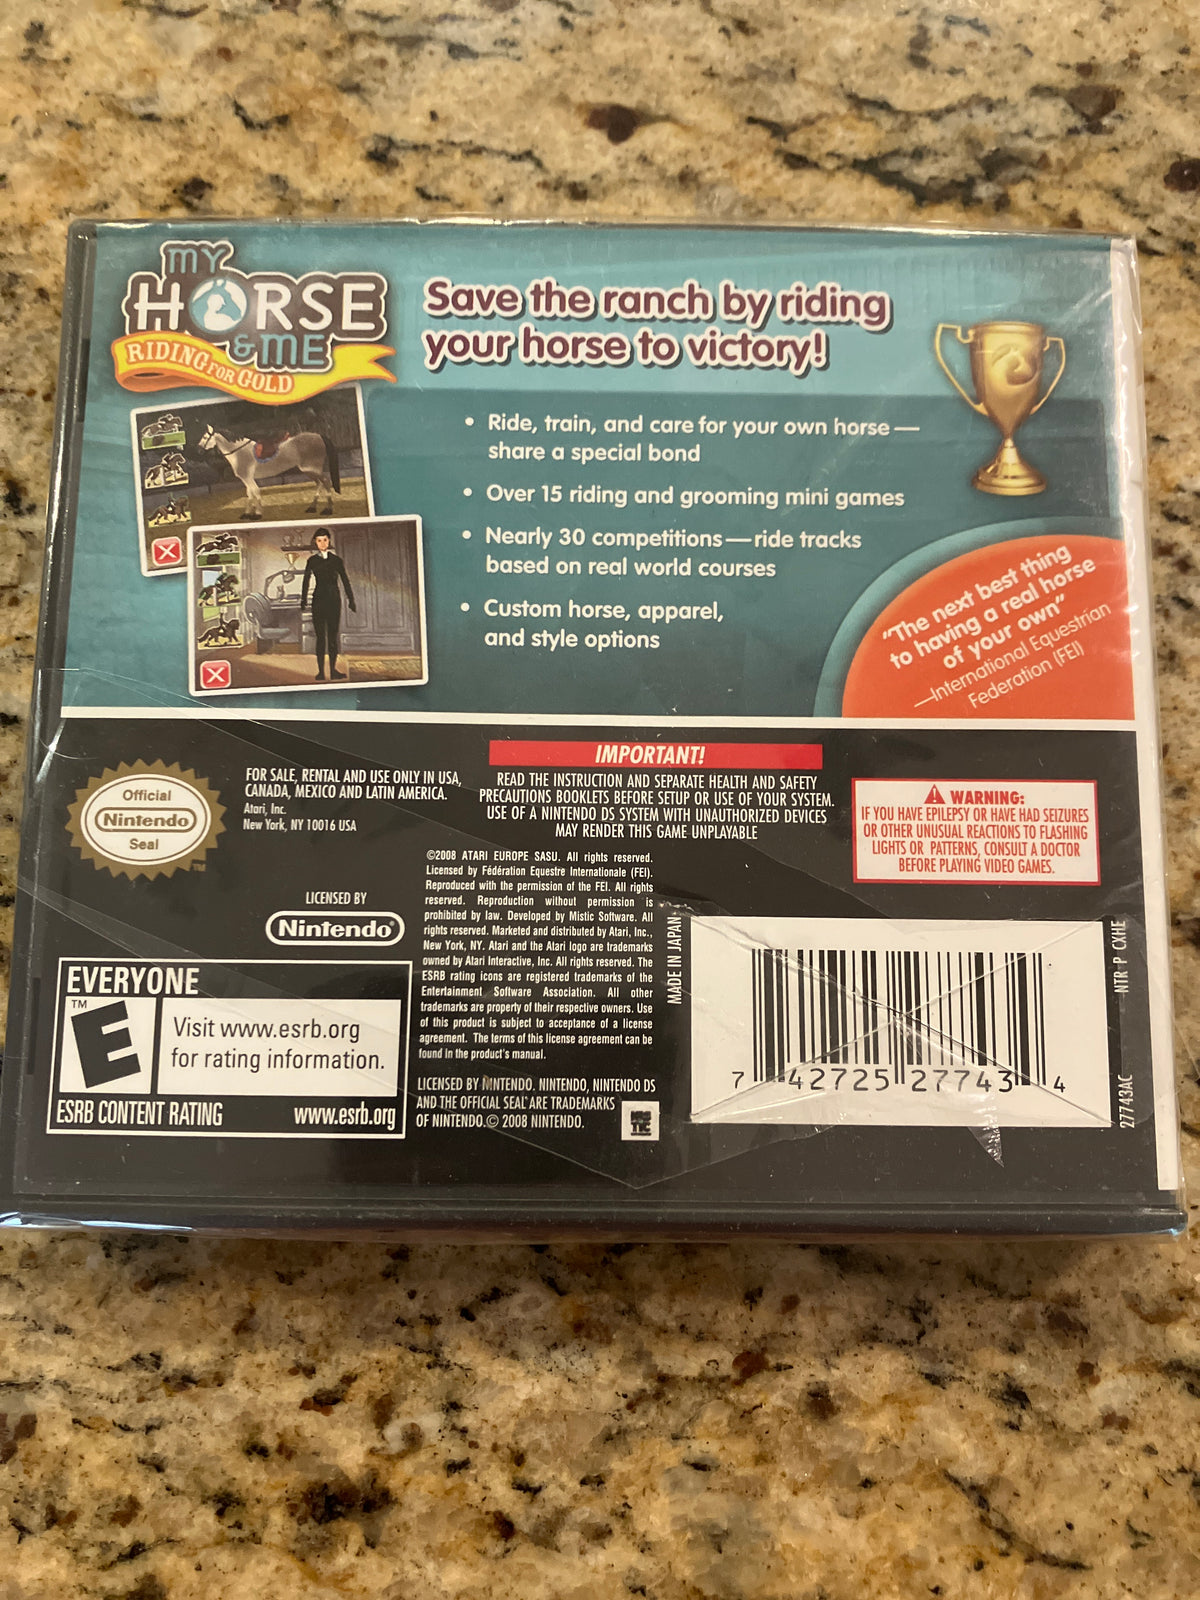 MY
HORSE
& ME
RIDING FOR GOLD
Save the ranch by riding
your horse to victory!
• Ride, train, and care for your own horse —
share a special bond
• Over 15 riding and grooming mini games
• Nearly 30 competitions — ride tracks
based on real world courses
• Custom horse, apparel,
and style options
"The next best thing
to having a real horse
of your own"
—International Equestrian
Federation (FEI)
Official
Nintendo
Seal
TM
FOR SALE, RENTAL AND USE ONLY IN USA,
CANADA, MEXICO AND LATIN AMERICA.
Atari, Inc.
New York, NY 10016 USA
LICENSED BY
Nintendo®
EVERYONE
TM
E
Visit www.esrb.org
for rating information.
ESRB CONTENT RATING www.esrb.org
IMPORTANT!
READ THE INSTRUCTION AND SEPARATE HEALTH AND SAFETY
PRECAUTIONS BOOKLETS BEFORE SETUP OR USE OF YOUR SYSTEM.
USE OF A NINTENDO DS SYSTEM WITH UNAUTHORIZED DEVICES
MAY RENDER THIS GAME UNPLAYABLE
©2008 ATARI EUROPE SASU. All rights reserved.
Licensed by Fédération Equestre Internationale (FEI).
Reproduced with the permission of the FEI. All rights
reserved. Reproduction without permission is
prohibited by law. Developed by Mistic Software. All
rights reserved. Marketed and distributed by Atari, Inc.,
New York, NY. Atari and the Atari logo are trademarks
owned by Atari Interactive, Inc. All rights reserved. The
ESRB rating icons are registered trademarks of the
Entertainment Software Association. All other
trademarks are property of their respective owners. Use
of this product is subject to acceptance of a license
agreement. The terms of this license agreement can be
found in the product's manual.
LICENSED BY NINTENDO. NINTENDO, NINTENDO DS
AND THE OFFICIAL SEAL ARE TRADEMARKS
OF NINTENDO. © 2008 NINTENDO.
WARNING:
IF YOU HAVE EPILEPSY OR HAVE HAD SEIZURES
OR OTHER UNUSUAL REACTIONS TO FLASHING
LIGHTS OR PATTERNS, CONSULT A DOCTOR
BEFORE PLAYING VIDEO GAMES.
MADE IN JAPAN
7 42725 27743 4
NTR P CXHE
27743AC